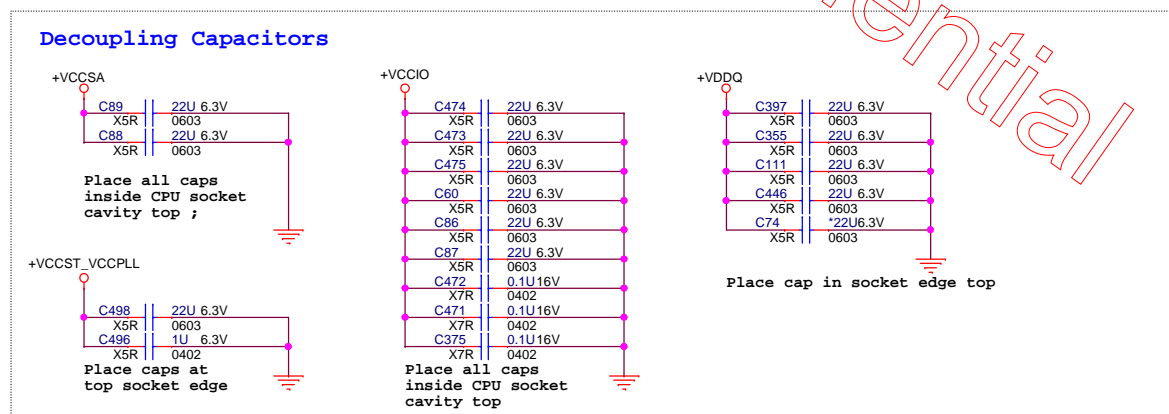 Decoupling Capacitors
+VCCSA
C89 22U 6.3V
X5R 0603
C88 22U 6.3V
X5R 0603
Place all caps
inside CPU socket
cavity top ;
+VCCST_VCCPLL
C498 22U 6.3V
X5R 0603
C496 1U 6.3V
X5R 0402
Place caps at
top socket edge
+VCCIO
C474 22U 6.3V
X5R 0603
C473 22U 6.3V
X5R 0603
C475 22U 6.3V
X5R 0603
C60 22U 6.3V
X5R 0603
C86 22U 6.3V
X5R 0603
C87 22U 6.3V
X5R 0603
C472 0.1U16V
X7R 0402
C471 0.1U16V
X7R 0402
C375 0.1U16V
X7R 0402
Place all caps
inside CPU socket
cavity top
+VDDQ
C397 22U 6.3V
X5R 0603
C355 22U 6.3V
X5R 0603
C111 22U 6.3V
X5R 0603
C446 22U 6.3V
X5R 0603
C74 *22U6.3V
X5R 0603
Place cap in socket edge top
ential